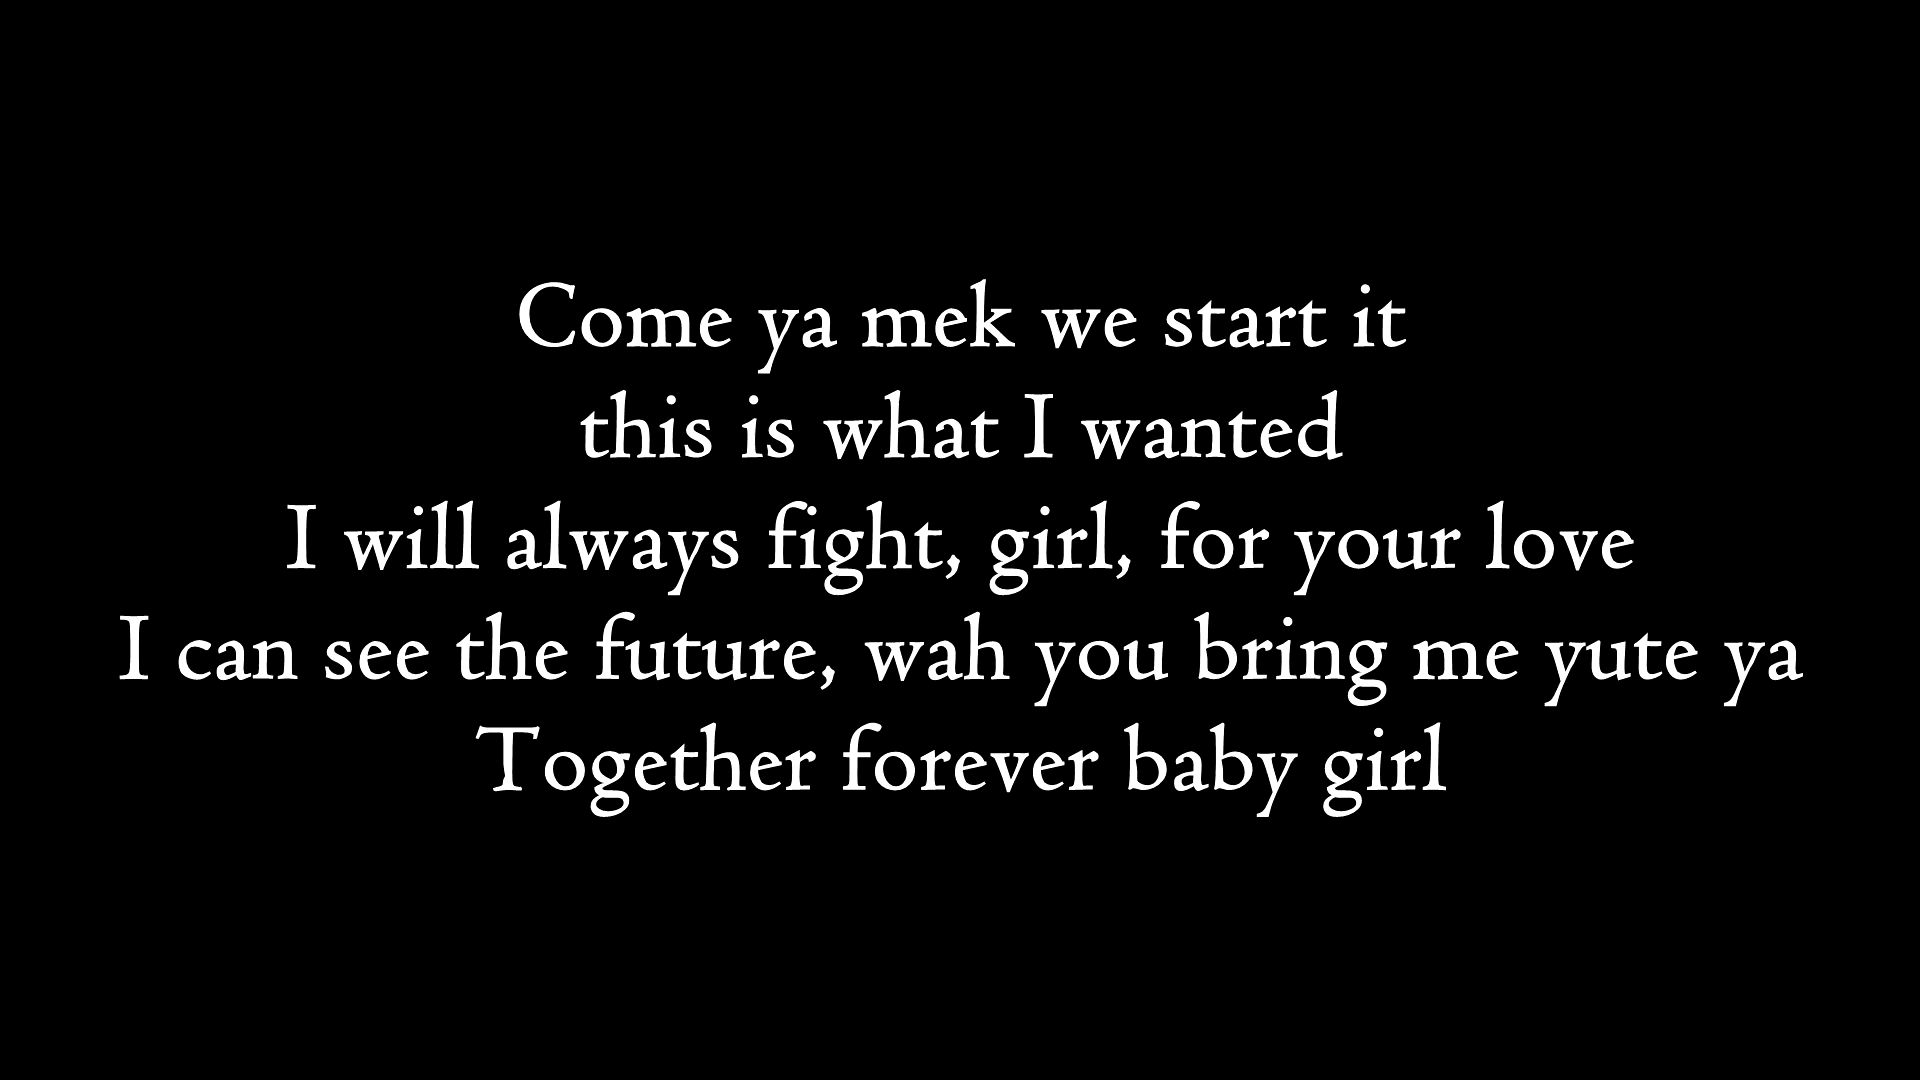 Come ya mek we start it
this is what I wanted
I will always fight, girl, for your love
I can see the future, wah you bring me yute ya
Together forever baby girl